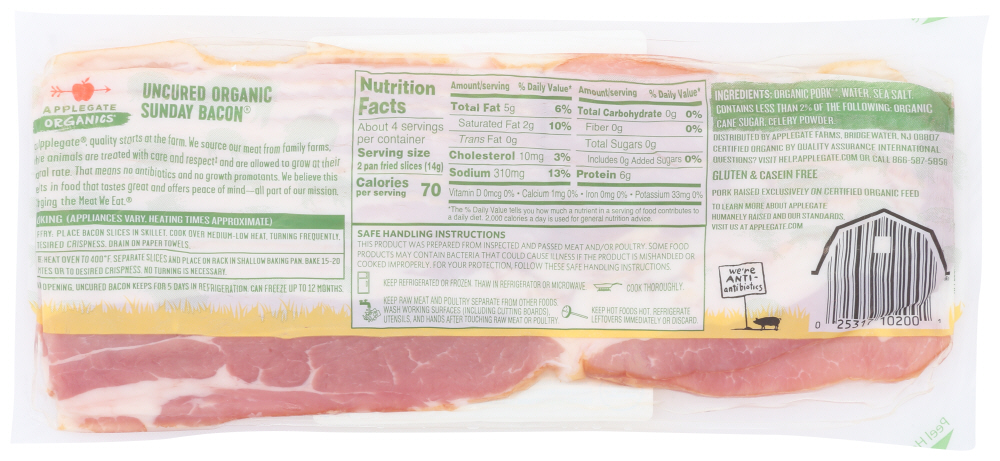 APPLEGATE
ORGANICS
UNCURED ORGANIC
SUNDAY BACON®
Applegate®, quality starts at the farm. We source our meat from family farms,
animals are treated with care and respect‡ and are allowed to grow at their
rate. That means no antibiotics and no growth promotants. We believe this
in food that tastes great and offers peace of mind—all part of our mission,
the Meat We Eat.®
KING (APPLIANCES VARY, HEATING TIMES APPROXIMATE)
FRY. PLACE BACON SLICES IN SKILLET. COOK OVER MEDIUM-LOW HEAT, TURNING FREQUENTLY,
DESIRED CRISPNESS. DRAIN ON PAPER TOWELS.
HEAT OVEN TO 400°F. SEPARATE SLICES AND PLACE ON RACK IN SHALLOW BAKING PAN. BAKE 15-20
TES OR TO DESIRED CRISPNESS. NO TURNING IS NECESSARY.
OPENING, UNCURED BACON KEEPS FOR 5 DAYS IN REFRIGERATION. CAN FREEZE UP TO 12 MONTHS.
Nutrition
Facts
About 4 servings
per container
Serving size
2 pan fried slices (14g)
Calories
per serving 70
Amount/serving % Daily Value*
Total Fat 5g 6%
Saturated Fat 2g 10%
Trans Fat 0g
Cholesterol 10mg 3%
Sodium 310mg 13%
Amount/serving % Daily Value*
Total Carbohydrate 0g 0%
Fiber 0g 0%
Total Sugars 0g
Includes 0g Added Sugars 0%
Protein 6g
Vitamin D 0mcg 0% • Calcium 1mg 0% • Iron 0mg 0% • Potassium 33mg 0%
*The % Daily Value tells you how much a nutrient in a serving of food contributes to
a daily diet. 2,000 calories a day is used for general nutrition advice.
SAFE HANDLING INSTRUCTIONS
THIS PRODUCT WAS PREPARED FROM INSPECTED AND PASSED MEAT AND/OR POULTRY. SOME FOOD
PRODUCTS MAY CONTAIN BACTERIA THAT COULD CAUSE ILLNESS IF THE PRODUCT IS MISHANDLED OR
COOKED IMPROPERLY. FOR YOUR PROTECTION, FOLLOW THESE SAFE HANDLING INSTRUCTIONS.
KEEP REFRIGERATED OR FROZEN. THAW IN REFRIGERATOR OR MICROWAVE.
COOK THOROUGHLY.
KEEP RAW MEAT AND POULTRY SEPARATE FROM OTHER FOODS.
WASH WORKING SURFACES (INCLUDING CUTTING BOARDS),
UTENSILS, AND HANDS AFTER TOUCHING RAW MEAT OR POULTRY.
KEEP HOT FOODS HOT. REFRIGERATE
LEFTOVERS IMMEDIATELY OR DISCARD.
INGREDIENTS: ORGANIC PORK**, WATER, SEA SALT,
CONTAINS LESS THAN 2% OF THE FOLLOWING: ORGANIC
CANE SUGAR, CELERY POWDER.
DISTRIBUTED BY APPLEGATE FARMS, BRIDGEWATER, NJ 08807
CERTIFIED ORGANIC BY QUALITY ASSURANCE INTERNATIONAL
QUESTIONS? VISIT HELP.APPLEGATE.COM OR CALL 866-587-5858
GLUTEN & CASEIN FREE
PORK RAISED EXCLUSIVELY ON CERTIFIED ORGANIC FEED
TO LEARN MORE ABOUT APPLEGATE
HUMANELY RAISED AND OUR STANDARDS,
VISIT US AT APPLEGATE.COM
we're
ANTI-
antibiotics
0 25317 10200 1
Peel H